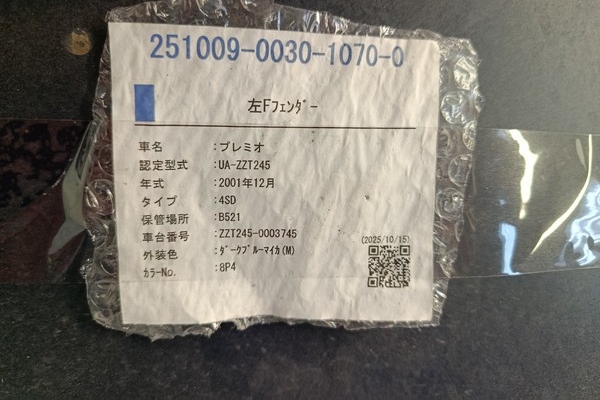 251009-0030-1070-0
左Fフェンダー
車名 :プレミオ
認定型式 :UA-ZZT245
年式 :2001年12月
タイプ :4SD
保管場所 :B521
車台番号 :ZZT245-0003745
外装色 :ダークブルーマイカ(M)
カラーNo. :8P4
(2025/10/15)